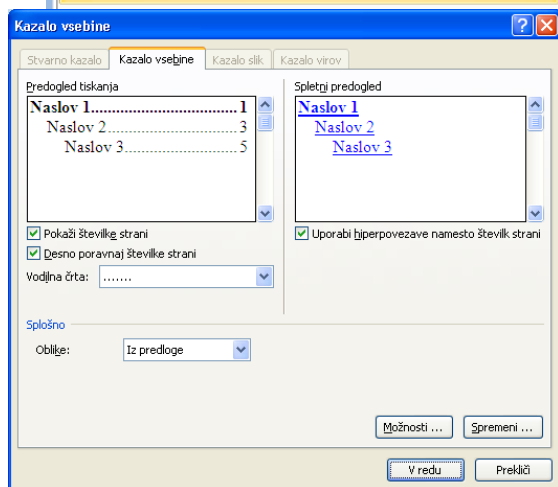 Kazalo vsebine
Stvarno kazalo Kazalo vsebine Kazalo slik Kazalo virov
Predogled tiskanja
Naslov 1..................................... 1
Naslov 2................................. 3
Naslov 3............................. 5
Spletni predogled
Naslov 1
Naslov 2
Naslov 3
Pokaži številke strani
Desno poravnaj številke strani
Vodilna črta: .......
Uporabi hiperpovezave namesto številk strani
Splošno
Oblike: Iz predloge
Možnosti ... Spremeni ...
V redu Prekliči